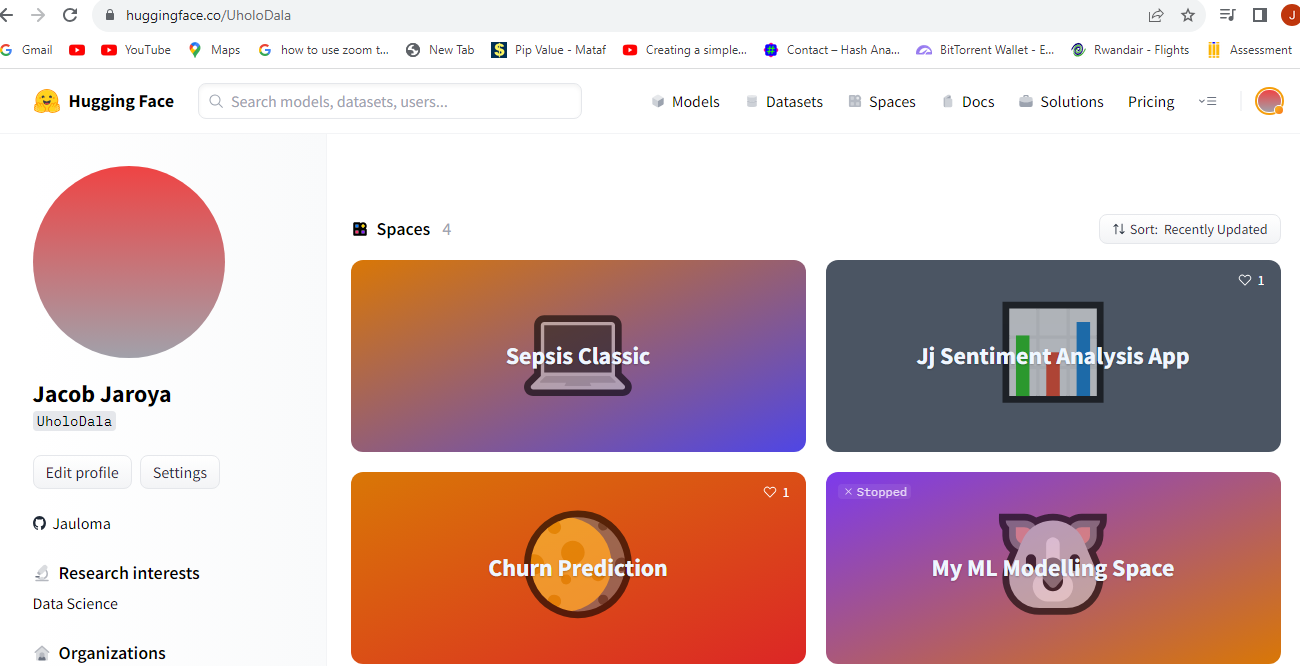 huggingface.co/UholoDala
J
Gmail YouTube Maps how to use zoom t... New Tab $ Pip Value - Mataf Creating a simple... # Contact – Hash Ana... BitTorrent Wallet - E... Rwandair - Flights Assessment
Hugging Face Search models, datasets, users... Models Datasets Spaces Docs Solutions Pricing
Spaces 4
Sort: Recently Updated
Sepsis Classic
1
Jj Sentiment Analysis App
Jacob Jaroya
UholoDala
Edit profile Settings
Jauloma
Research interests
Data Science
Organizations
1
Churn Prediction
Stopped
My ML Modelling Space